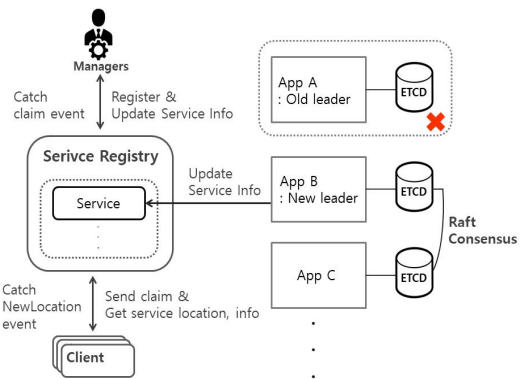 Managers
Catch
claim event
Register &
Update Service Info
Serivce Registry
Service
Update
Service Info
App A
: Old leader
ETCD
App B
: New leader
ETCD
Raft
Consensus
App C
ETCD
Catch
NewLocation
event
Send claim &
Get service location, info
Client